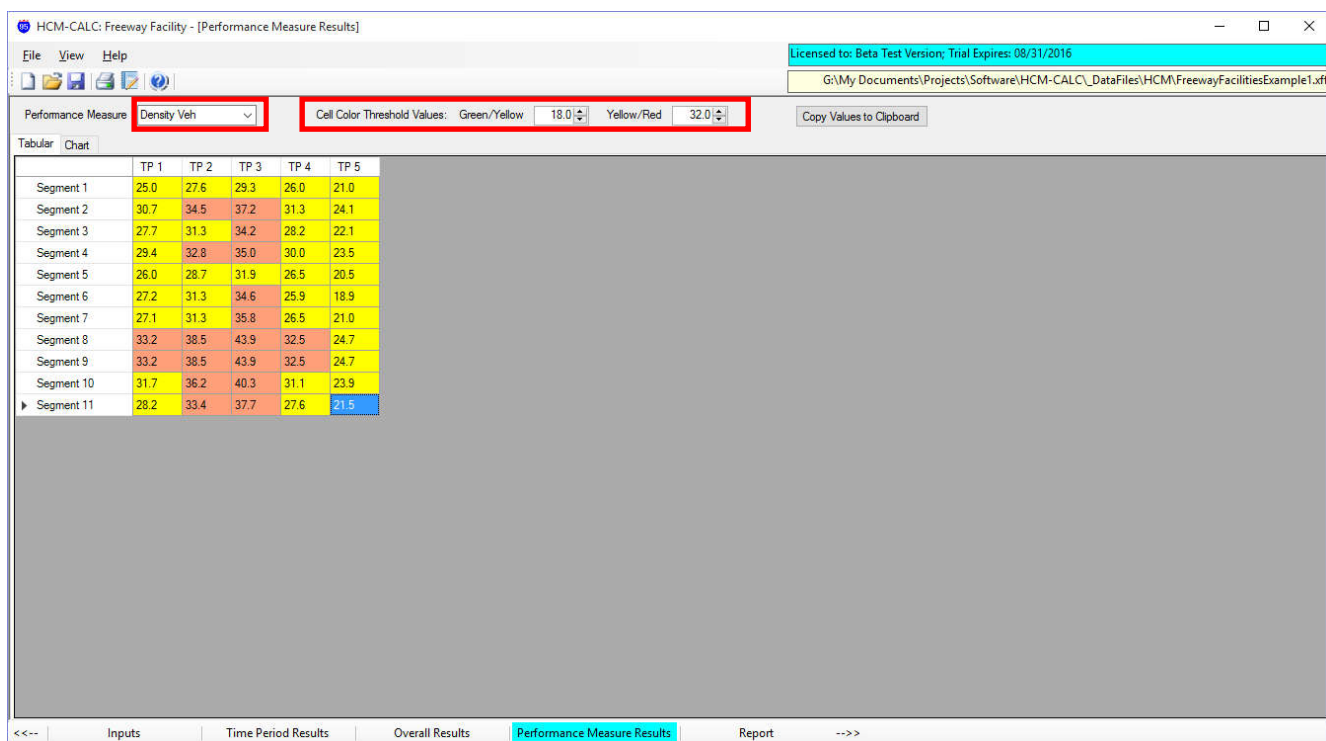 HCM-CALC: Freeway Facility - [Performance Measure Results]
File View Help
Licensed to: Beta Test Version; Trial Expires: 08/31/2016
G:\My Documents\Projects\Software\HCM-CALC\_DataFiles\HCM\FreewayFacilitiesExample1.xff
Performance Measure Density Veh Cell Color Threshold Values: Green/Yellow 18.0 Yellow/Red 32.0 Copy Values to Clipboard
Tabular Chart
TP 1 TP 2 TP 3 TP 4 TP 5
Segment 1 25.0 27.6 29.3 26.0 21.0
Segment 2 30.7 34.5 37.2 31.3 24.1
Segment 3 27.7 31.3 34.2 28.2 22.1
Segment 4 29.4 32.8 35.0 30.0 23.5
Segment 5 26.0 28.7 31.9 26.5 20.5
Segment 6 27.2 31.3 34.6 25.9 18.9
Segment 7 27.1 31.3 35.8 26.5 21.0
Segment 8 33.2 38.5 43.9 32.5 24.7
Segment 9 33.2 38.5 43.9 32.5 24.7
Segment 10 31.7 36.2 40.3 31.1 23.9
Segment 11 28.2 33.4 37.7 27.6 21.5
<<-- Inputs Time Period Results Overall Results Performance Measure Results Report -->>